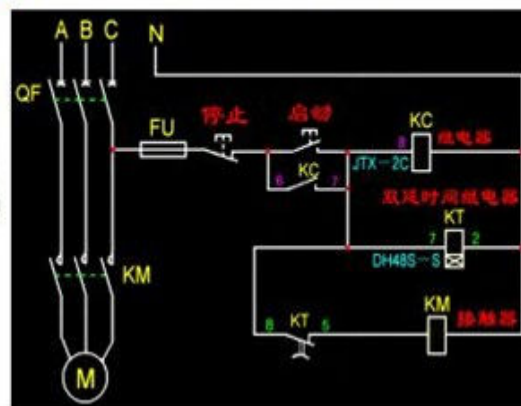 A B C N
QF
FU 停止 启动 KC
8 继电器
JTX-2C
6 KC 7
双延时间继电器
KT
7 2
DH48S~S
KM
KM 接触器
8 KT 5
M